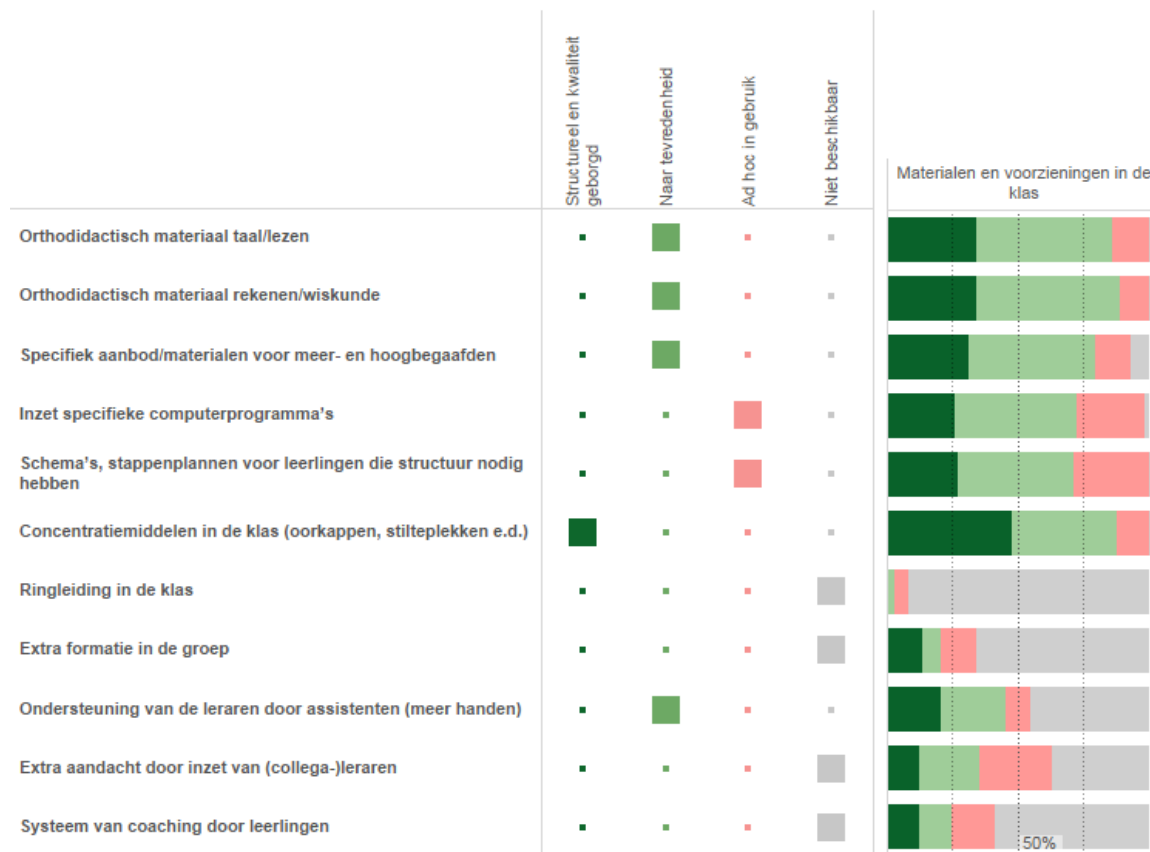 Structureel en kwaliteit
geborgd
Naar tevredenheid
Ad hoc in gebruik
Niet beschikbaar
Materialen en voorzieningen in de
klas
Orthodidactisch materiaal taal/lezen
Orthodidactisch materiaal rekenen/wiskunde
Specifiek aanbod/materialen voor meer- en hoogbegaafden
Inzet specifieke computerprogramma's
Schema's, stappenplannen voor leerlingen die structuur nodig
hebben
Concentratiemiddelen in de klas (oorkappen, stilteplekken e.d.)
Ringleiding in de klas
Extra formatie in de groep
Ondersteuning van de leraren door assistenten (meer handen)
Extra aandacht door inzet van (collega-)leraren
Systeem van coaching door leerlingen
50%